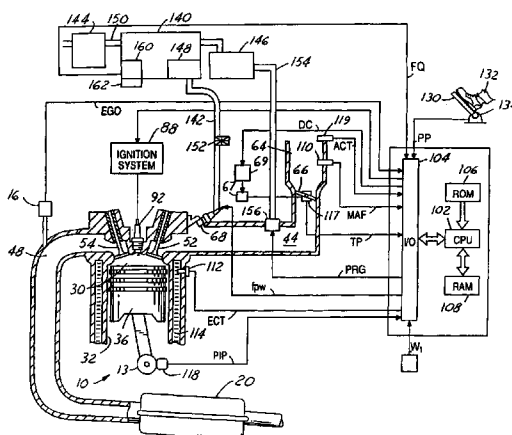 144
150
140
160
148
146
162
154
142
EGO
FQ
130
132
134
PP
152
DC
119
ACT
104
64
110
69
66
67
88
IGNITION
SYSTEM
16
92
156
117
MAF
TP
106
ROM
102
CPU
I/O
RAM
108
48
54
52
68
44
30
112
PRG
fpw
36
114
ECT
32
PIP
W1
10
13
118
20